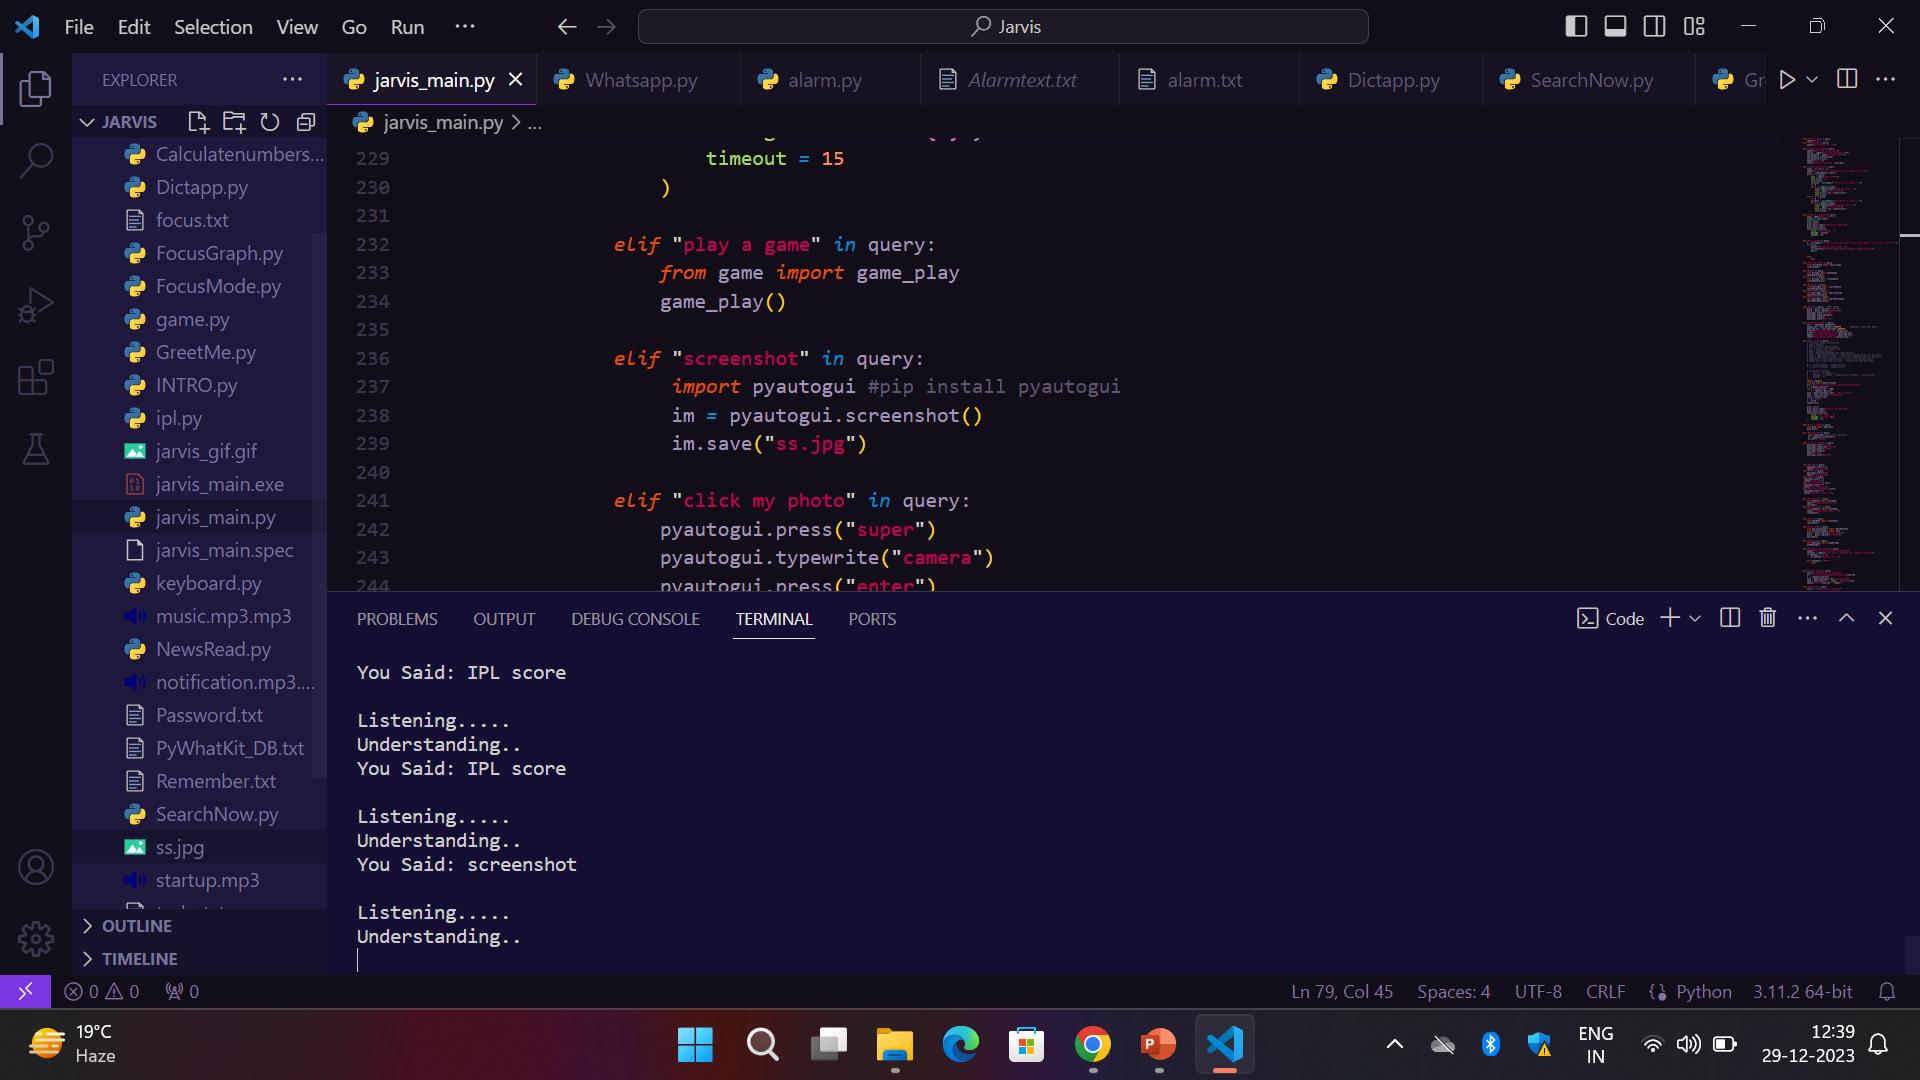 File Edit Selection View Go Run ... Jarvis
EXPLORER ...
jarvis_main.py Whatsapp.py alarm.py Alarmtext.txt alarm.txt Dictapp.py SearchNow.py Gr
JARVIS
jarvis_main.py > ...
Calculatenumbers...
Dictapp.py
focus.txt
FocusGraph.py
FocusMode.py
game.py
GreetMe.py
INTRO.py
ipl.py
jarvis_gif.gif
jarvis_main.exe
jarvis_main.py
jarvis_main.spec
keyboard.py
music.mp3.mp3
NewsRead.py
notification.mp3....
Password.txt
PyWhatKit_DB.txt
Remember.txt
SearchNow.py
ss.jpg
startup.mp3
OUTLINE
TIMELINE
229 timeout = 15
230 )
231
232 elif "play a game" in query:
233 from game import game_play
234 game_play()
235
236 elif "screenshot" in query:
237 import pyautogui #pip install pyautogui
238 im = pyautogui.screenshot()
239 im.save("ss.jpg")
240
241 elif "click my photo" in query:
242 pyautogui.press("super")
243 pyautogui.typewrite("camera")
244 pyautogui.press("enter")
PROBLEMS OUTPUT DEBUG CONSOLE TERMINAL PORTS Code
You Said: IPL score
Listening.....
Understanding..
You Said: IPL score
Listening.....
Understanding..
You Said: screenshot
Listening.....
Understanding..
0 0 0 Ln 79, Col 45 Spaces: 4 UTF-8 CRLF Python 3.11.2 64-bit
19°C
Haze
ENG
IN
12:39
29-12-2023